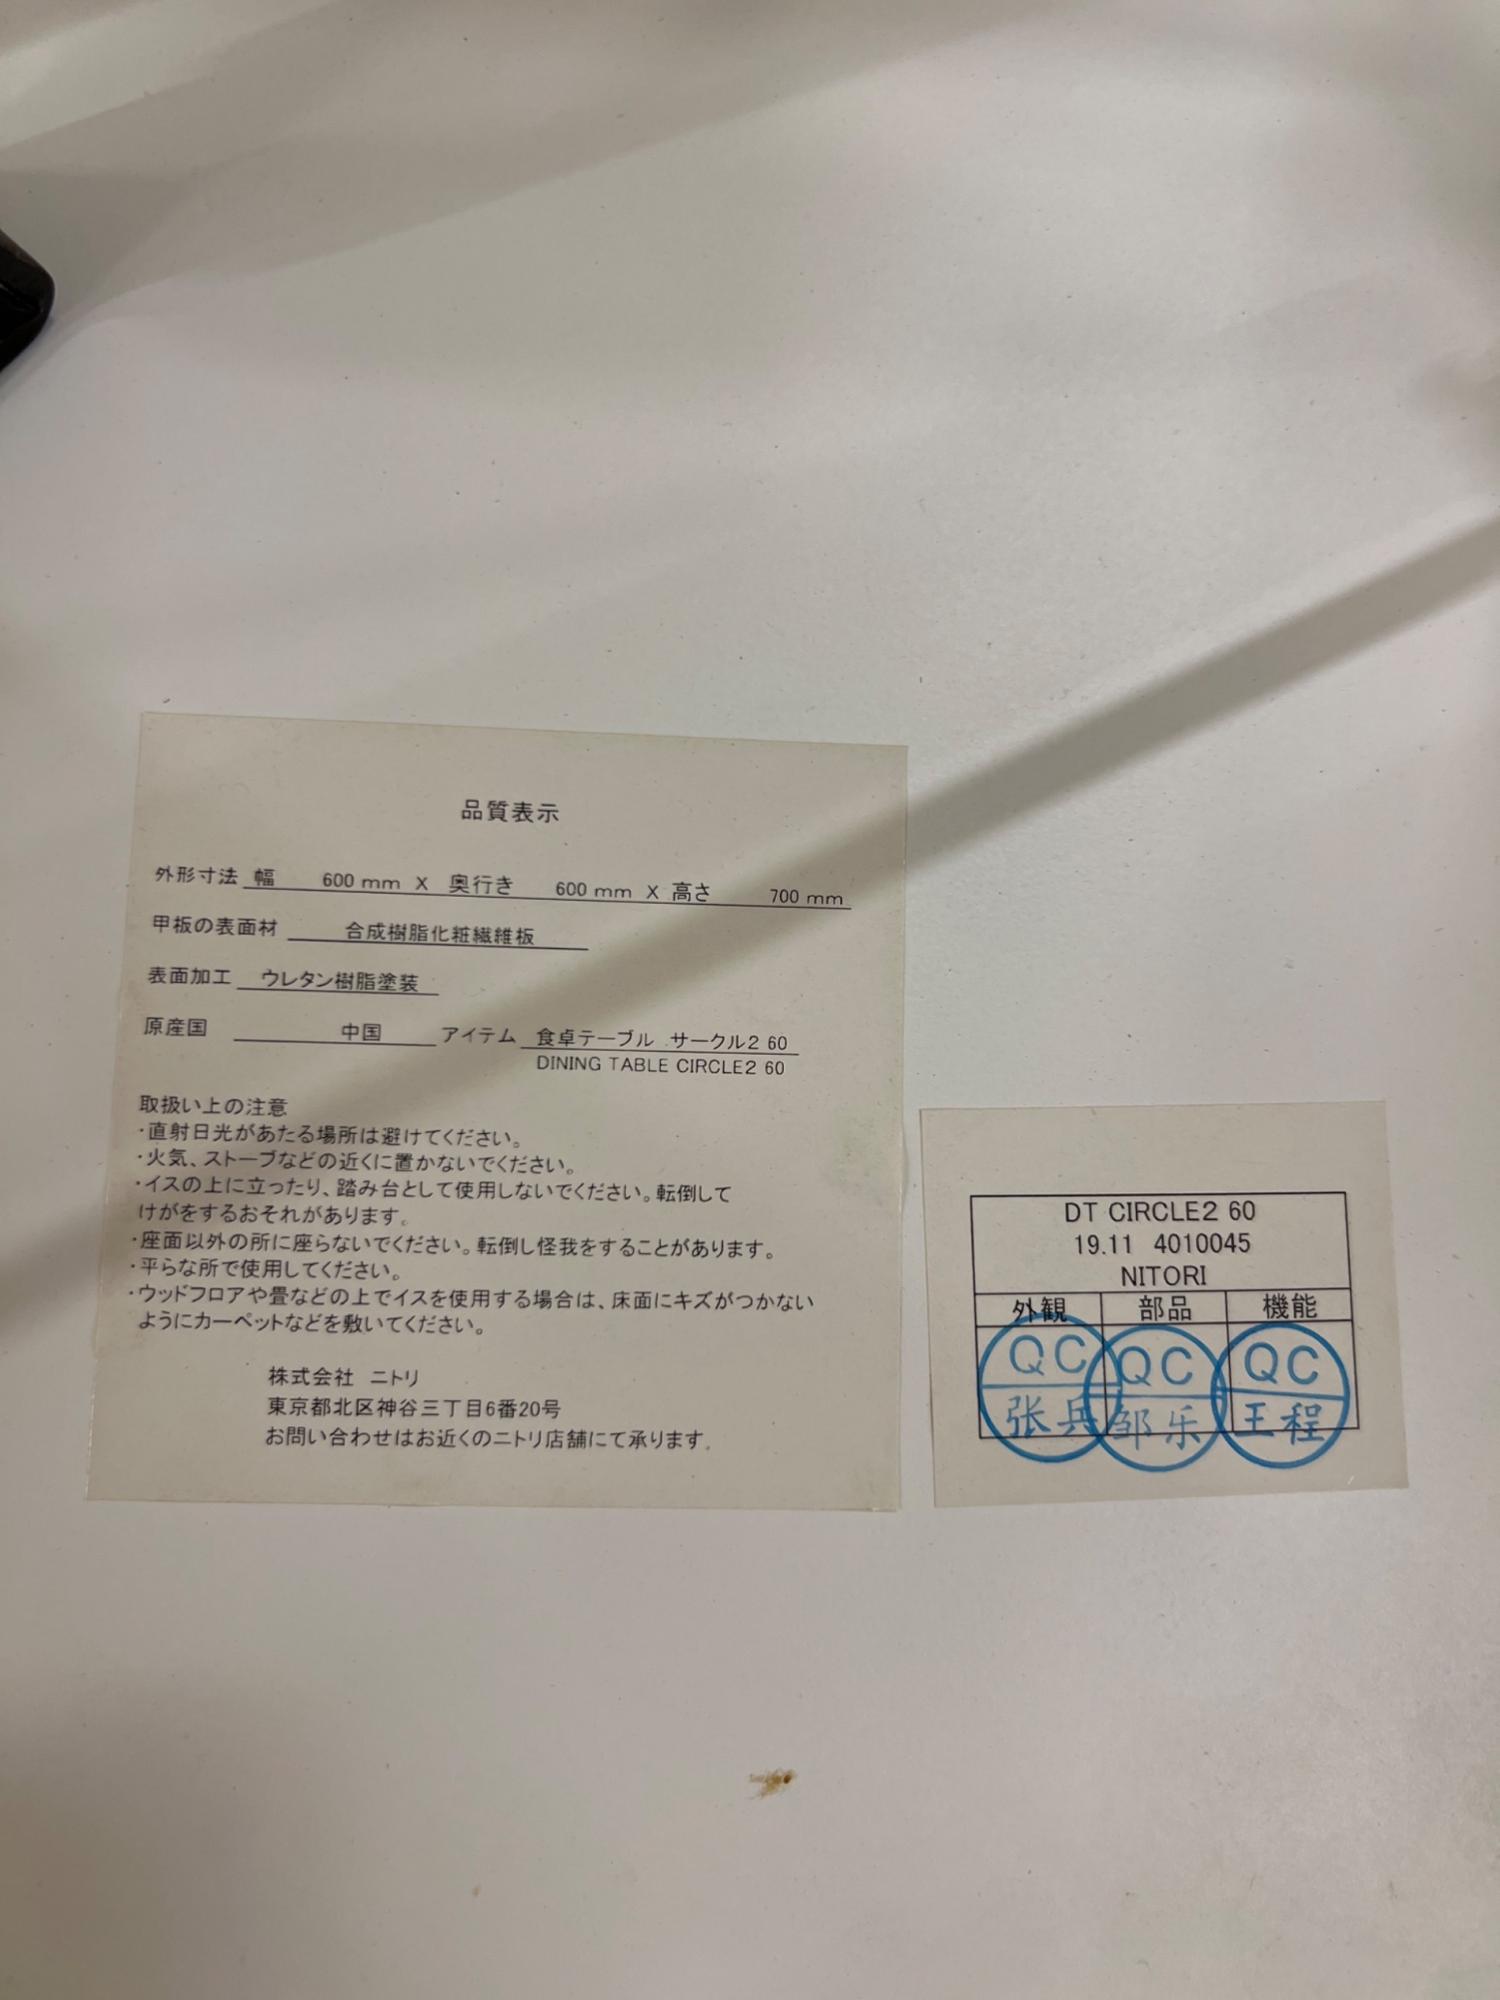 品質表示
外形寸法 幅 600 mm X 奥行き 600 mm X 高さ 700 mm
甲板の表面材 合成樹脂化粧繊維板
表面加工 ウレタン樹脂塗装
原産国 中国 アイテム 食卓テーブル サークル2 60
DINING TABLE CIRCLE2 60
取扱い上の注意
・直射日光があたる場所は避けてください。
・火気、ストーブなどの近くに置かないでください。
・イスの上に立ったり、踏み台として使用しないでください。転倒して
けがをするおそれがあります。
・座面以外の所に座らないでください。転倒し怪我をすることがあります。
・平らな所で使用してください。
・ウッドフロアや畳などの上でイスを使用する場合は、床面にキズがつかない
ようにカーペットなどを敷いてください。
株式会社 ニトリ
東京都北区神谷三丁目6番20号
お問い合わせはお近くのニトリ店舗にて承ります。
DT CIRCLE2 60
19.11 4010045
NITORI
外観 部品 機能
QC QC QC
张兵 邹乐 王程